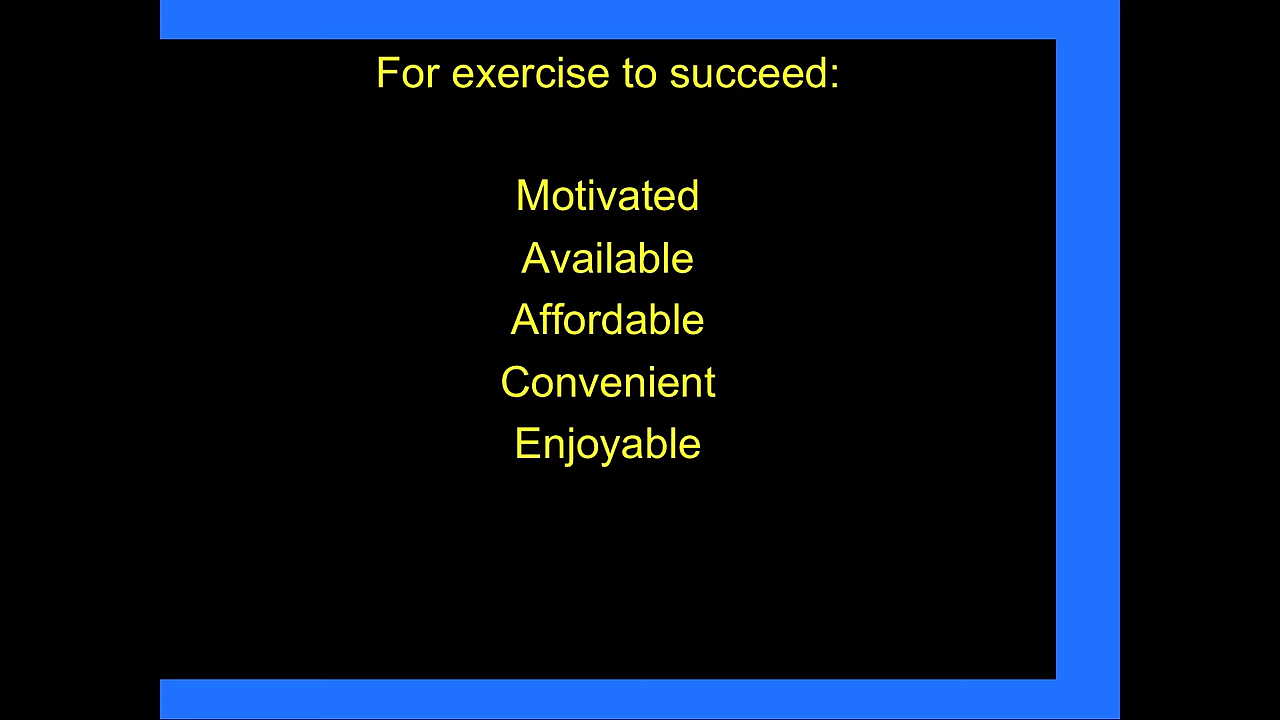 For exercise to succeed:
Motivated
Available
Affordable
Convenient
Enjoyable